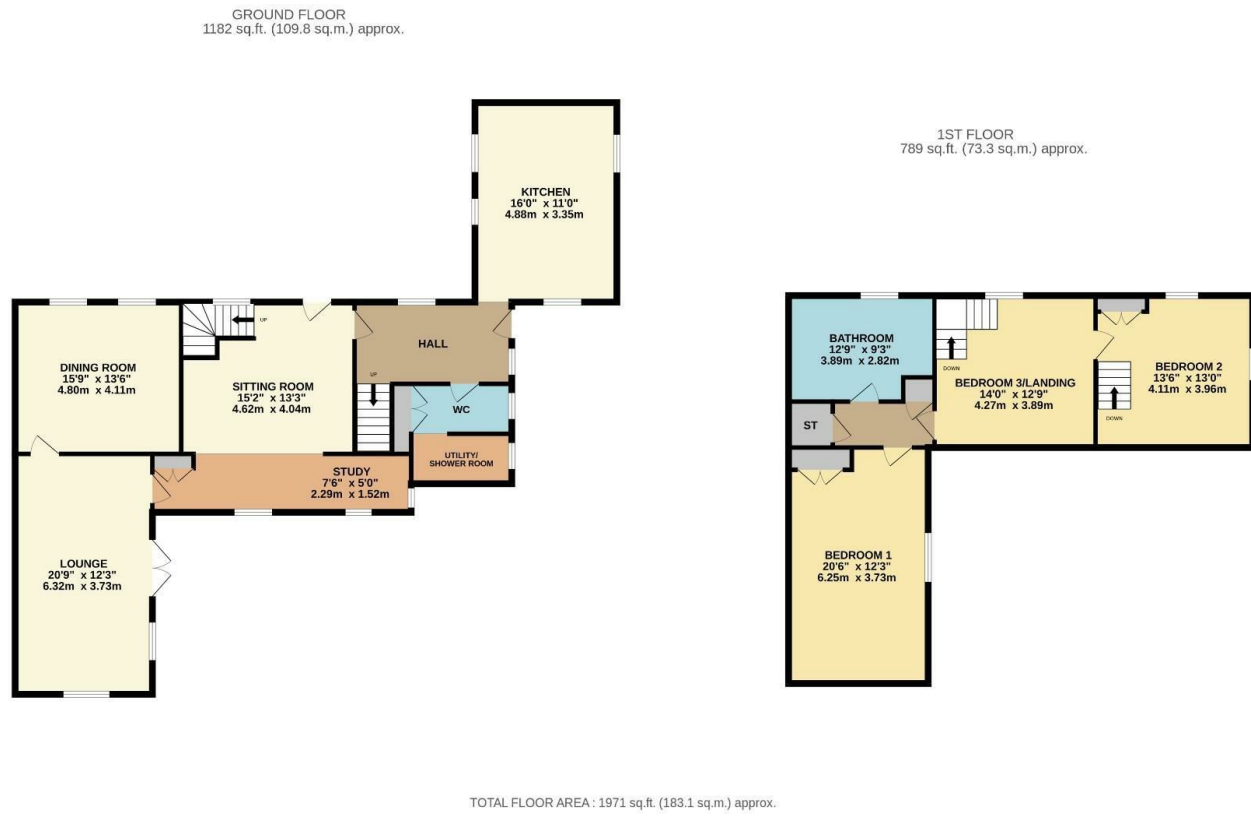 GROUND FLOOR
1182 sq.ft. (109.8 sq.m.) approx.
KITCHEN
16'0" x 11'0"
4.88m x 3.35m
DINING ROOM
15'9" x 13'6"
4.80m x 4.11m
UP
SITTING ROOM
15'2" x 13'3"
4.62m x 4.04m
HALL
UP
WC
UTILITY/
SHOWER ROOM
STUDY
7'6" x 5'0"
2.29m x 1.52m
LOUNGE
20'9" x 12'3"
6.32m x 3.73m
1ST FLOOR
789 sq.ft. (73.3 sq.m.) approx.
BATHROOM
12'9" x 9'3"
3.89m x 2.82m
DOWN
BEDROOM 3/LANDING
14'0" x 12'9"
4.27m x 3.89m
BEDROOM 2
13'6" x 13'0"
4.11m x 3.96m
DOWN
ST
BEDROOM 1
20'6" x 12'3"
6.25m x 3.73m
TOTAL FLOOR AREA : 1971 sq.ft. (183.1 sq.m.) approx.